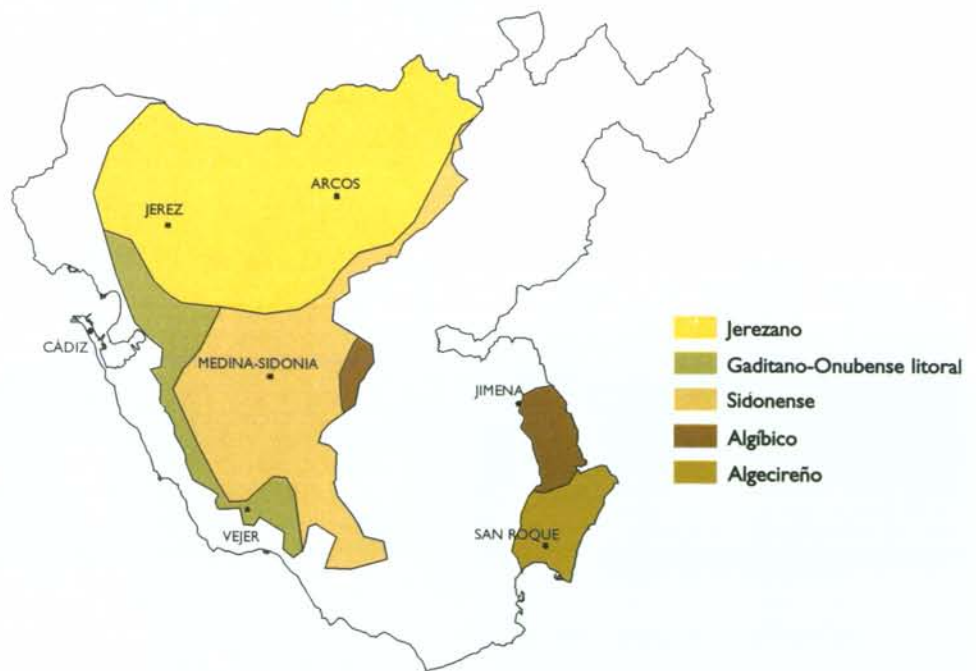 ARCOS
JEREZ
CÁDIZ
MEDINA-SIDONIA
JIMENA
VEJER
SAN ROQUE
Jerezano
Gaditano-Onubense litoral
Sidonense
Algíbico
Algecireño